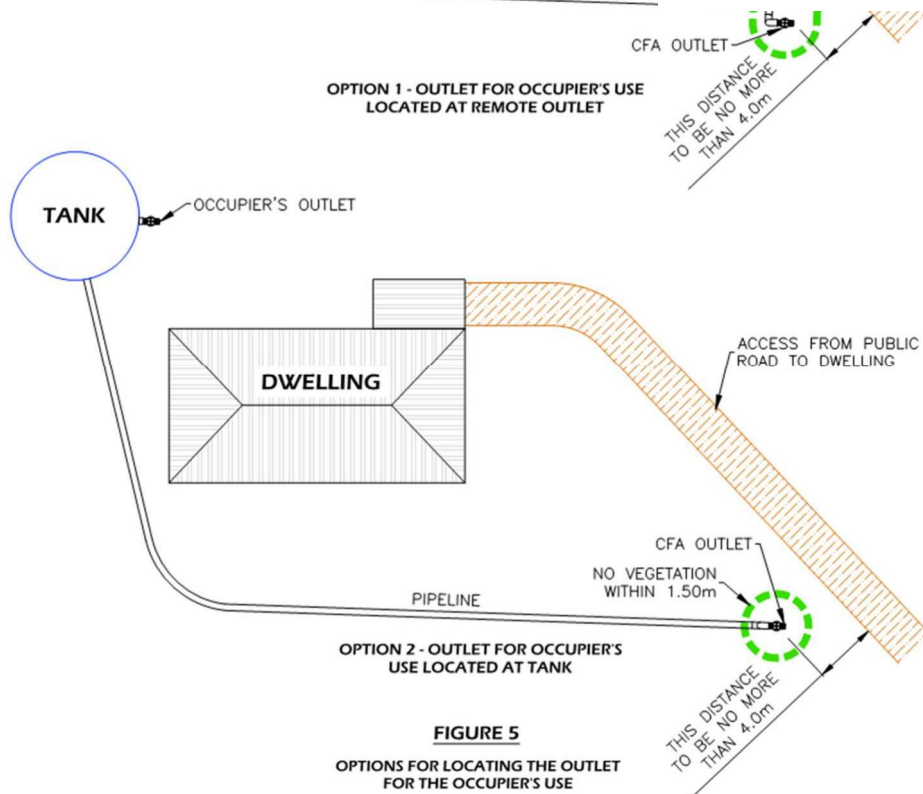 CFA OUTLET
THIS DISTANCE
TO BE NO MORE
THAN 4.0m
OPTION 1 - OUTLET FOR OCCUPIER'S USE
LOCATED AT REMOTE OUTLET
TANK
OCCUPIER'S OUTLET
ACCESS FROM PUBLIC
ROAD TO DWELLING
DWELLING
CFA OUTLET
NO VEGETATION
WITHIN 1.50m
PIPELINE
OPTION 2 - OUTLET FOR OCCUPIER'S
USE LOCATED AT TANK
THIS DISTANCE
TO BE NO MORE
THAN 4.0m
FIGURE 5
OPTIONS FOR LOCATING THE OUTLET
FOR THE OCCUPIER'S USE